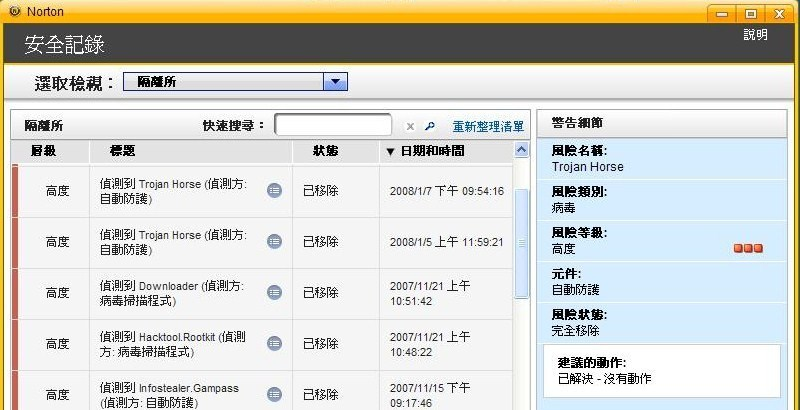 Norton
安全記錄
說明
選取檢視：
隔離所
隔離所
快速搜尋：
重新整理清單
層級
標題
狀態
▼ 日期和時間
高度
偵測到 Trojan Horse (偵測方:
自動防護)
已移除
2008/1/7 下午 09:54:16
高度
偵測到 Trojan Horse (偵測方:
自動防護)
已移除
2008/1/5 上午 11:59:21
高度
偵測到 Downloader (偵測方:
病毒掃描程式)
已移除
2007/11/21 上午
10:51:42
高度
偵測到 Hacktool.Rootkit (偵測
方: 病毒掃描程式)
已移除
2007/11/21 上午
10:48:22
高度
偵測到 Infostealer.Gampass
(偵測方: 自動防護)
已移除
2007/11/15 下午
09:17:46
警告細節
風險名稱:
Trojan Horse
風險類別:
病毒
風險等級:
高度
元件:
自動防護
風險狀態:
完全移除
建議的動作:
已解決 - 沒有動作